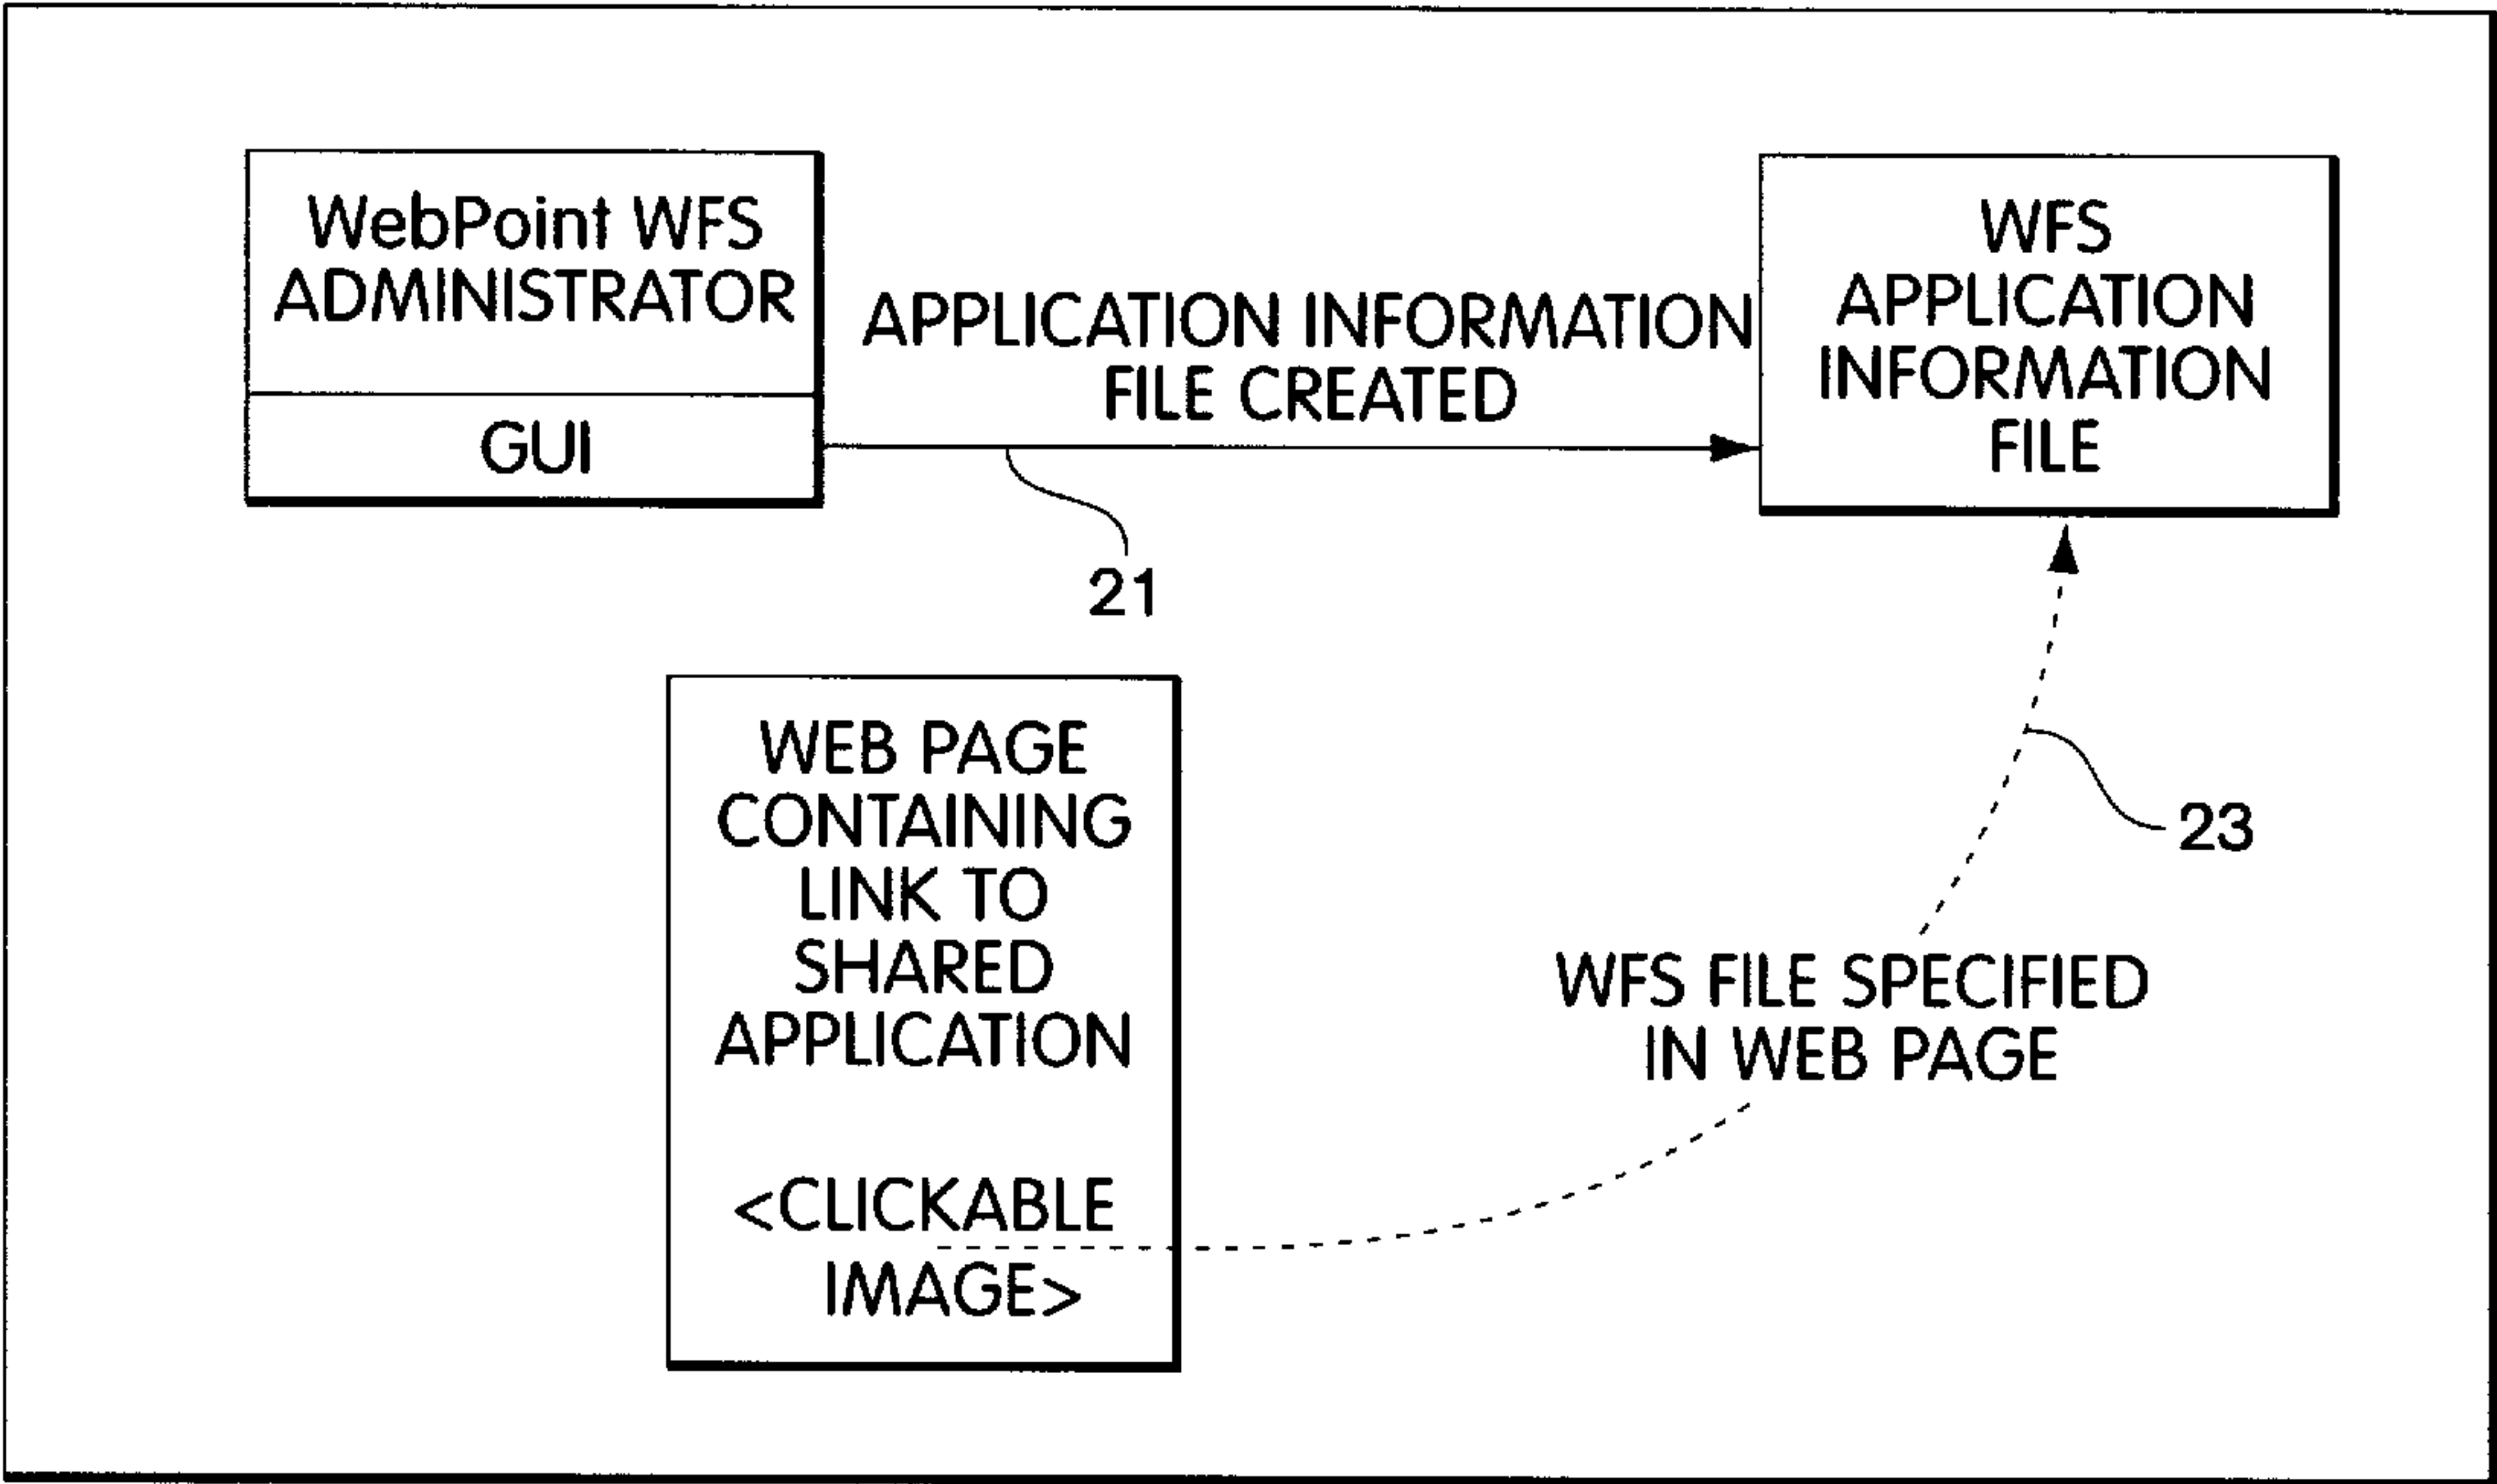 WebPoint WFS
ADMINISTRATOR
GUI
APPLICATION INFORMATION
FILE CREATED
21
WFS
APPLICATION
INFORMATION
FILE
WEB PAGE
CONTAINING
LINK TO
SHARED
APPLICATION
<CLICKABLE
IMAGE>
23
WFS FILE SPECIFIED
IN WEB PAGE